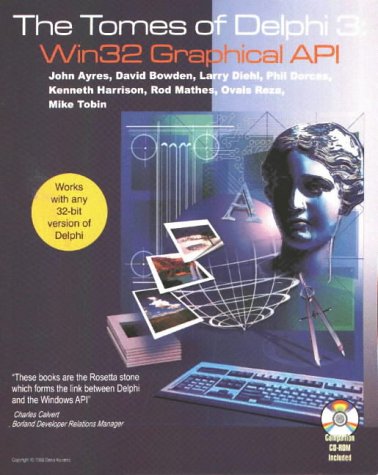 The Tomes of Delphi 3:
Win32 Graphical API
John Ayres, David Bowden, Larry Diehl, Phil Dorcas,
Kenneth Harrison, Rod Mathes, Ovais Reza,
Mike Tobin
Works
with any
32-bit
version of
Delphi
A
"These books are the Rosetta stone
which forms the link between Delphi
and the Windows API"
Charles Calvert
Borland Developer Relations Manager
Companion
CD-ROM
Included
Copyright © 1998